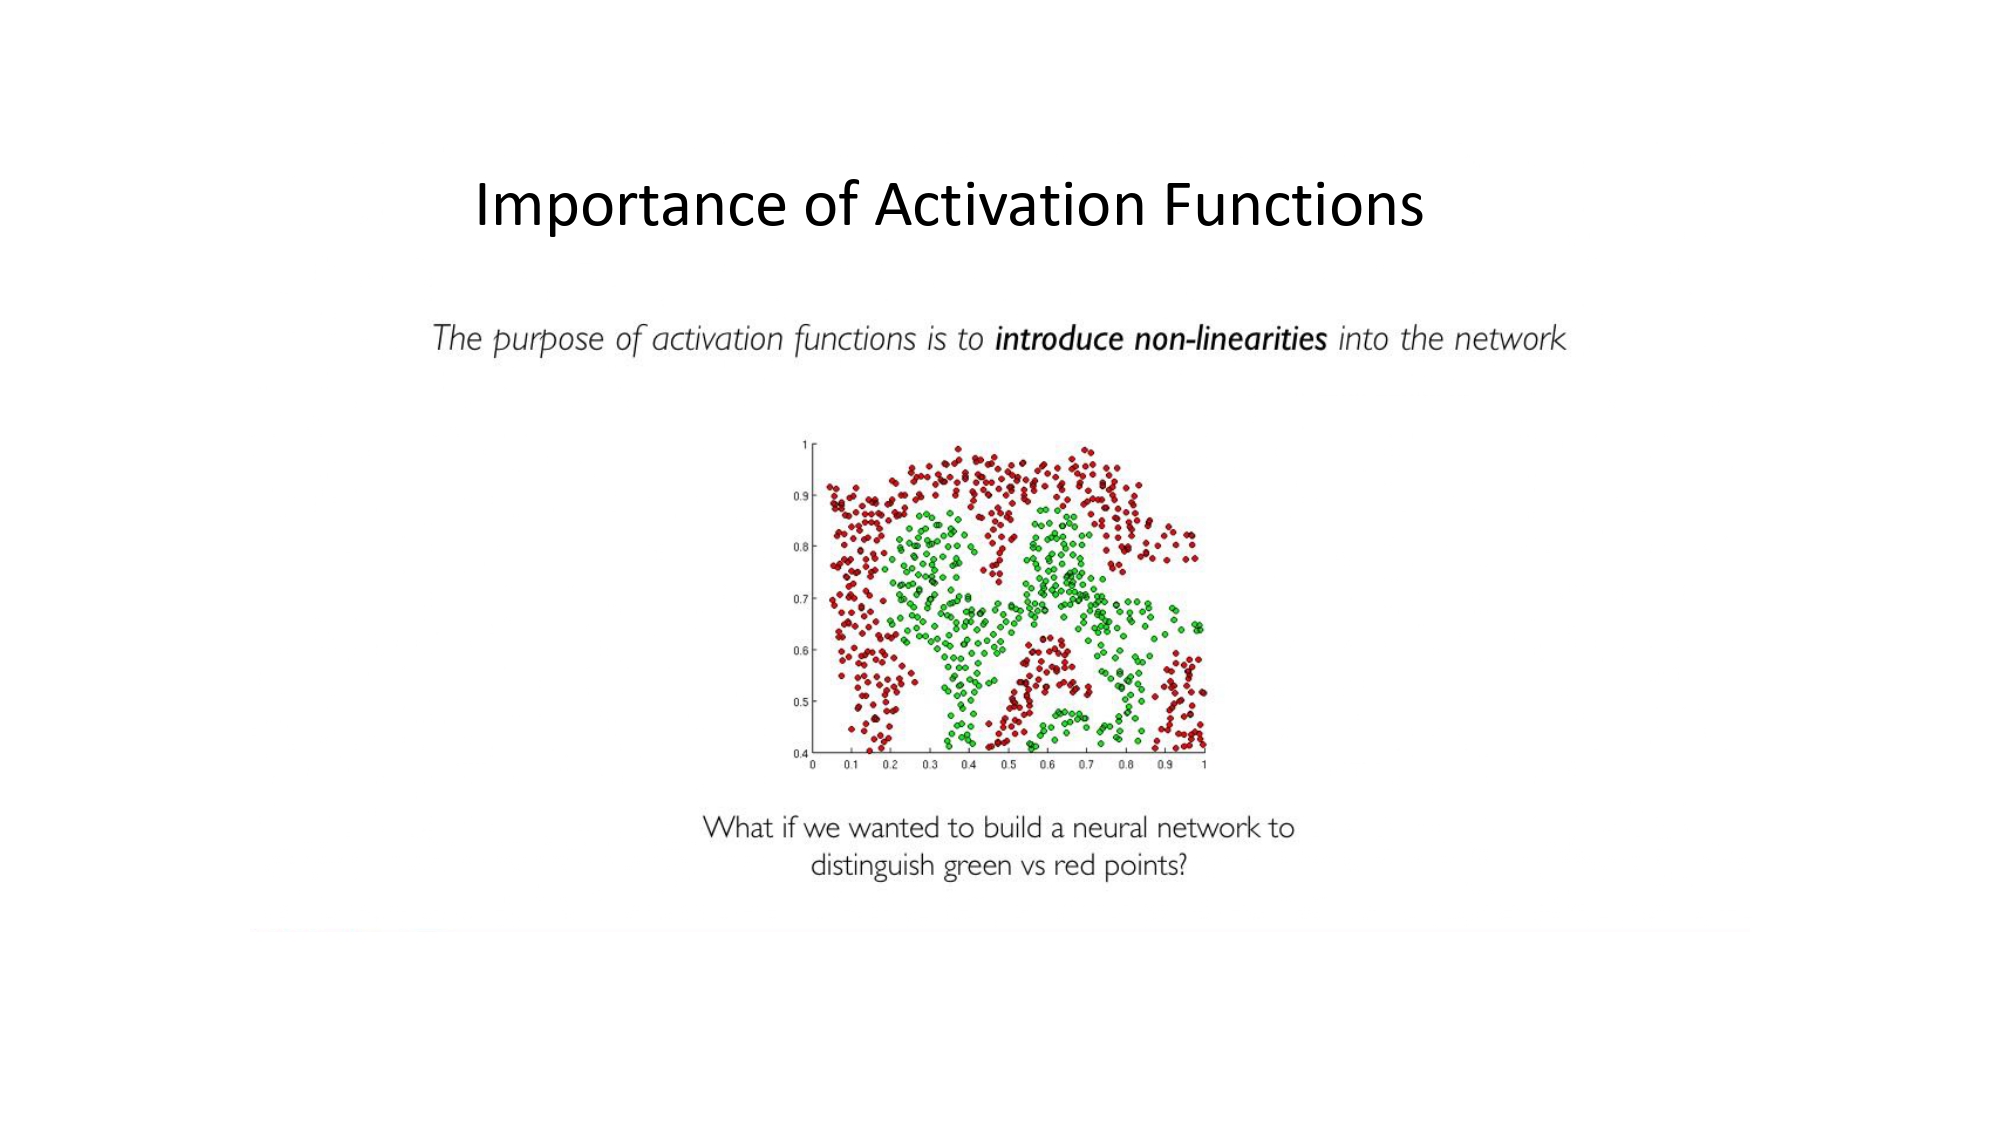 Importance of Activation Functions
The purpose of activation functions is to introduce non-linearities into the network
1
0.9
0.8
0.7
0.6
0.5
0.4
0 0.1 0.2 0.3 0.4 0.5 0.6 0.7 0.8 0.9 1
What if we wanted to build a neural network to
distinguish green vs red points?